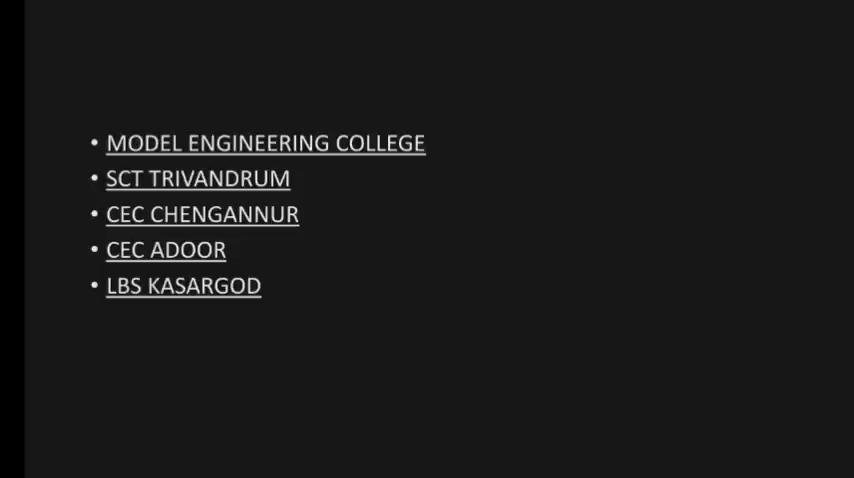 • MODEL ENGINEERING COLLEGE
• SCT TRIVANDRUM
• CEC CHENGANNUR
• CEC ADOOR
• LBS KASARGOD